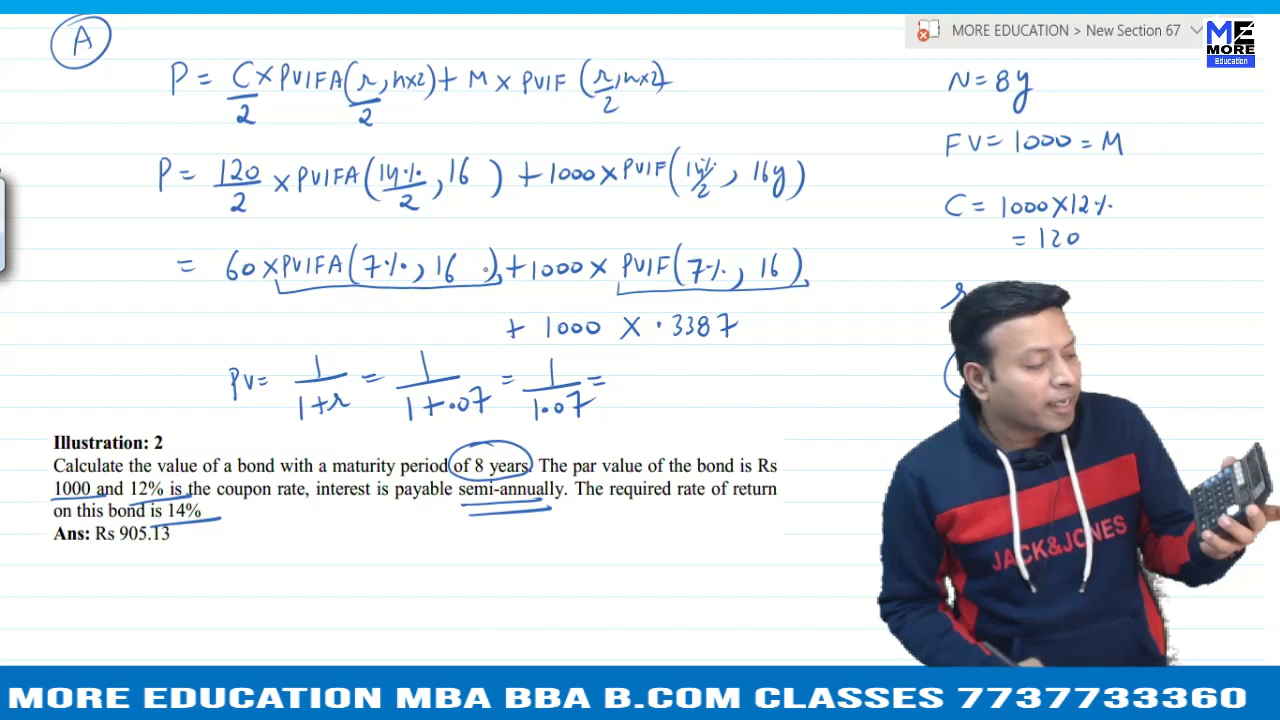 MORE EDUCATION > New Section 67
ME
MORE
Education
A
P = C/2 × PVIFA (r/2, n×2) + M × PVIF (r/2, n×2)
N = 8y
FV = 1000 = M
P = 120/2 × PVIFA (14%/2, 16) + 1000 × PVIF (14%/2, 16y)
C = 1000 × 12%
= 120
= 60 × PVIFA (7%, 16) + 1000 × PVIF (7%, 16)
r
+ 1000 × .3387
PV = 1/1+r = 1/1+.07 = 1/1.07 =
Illustration: 2
Calculate the value of a bond with a maturity period of 8 years. The par value of the bond is Rs
1000 and 12% is the coupon rate, interest is payable semi-annually. The required rate of return
on this bond is 14%
Ans: Rs 905.13
JACK&JONES
MORE EDUCATION MBA BBA B.COM CLASSES 7737733360